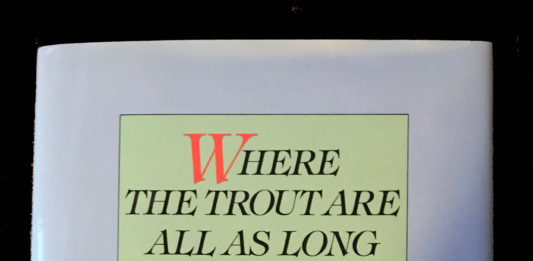 WHERE
THE TROUT ARE
ALL AS LONG